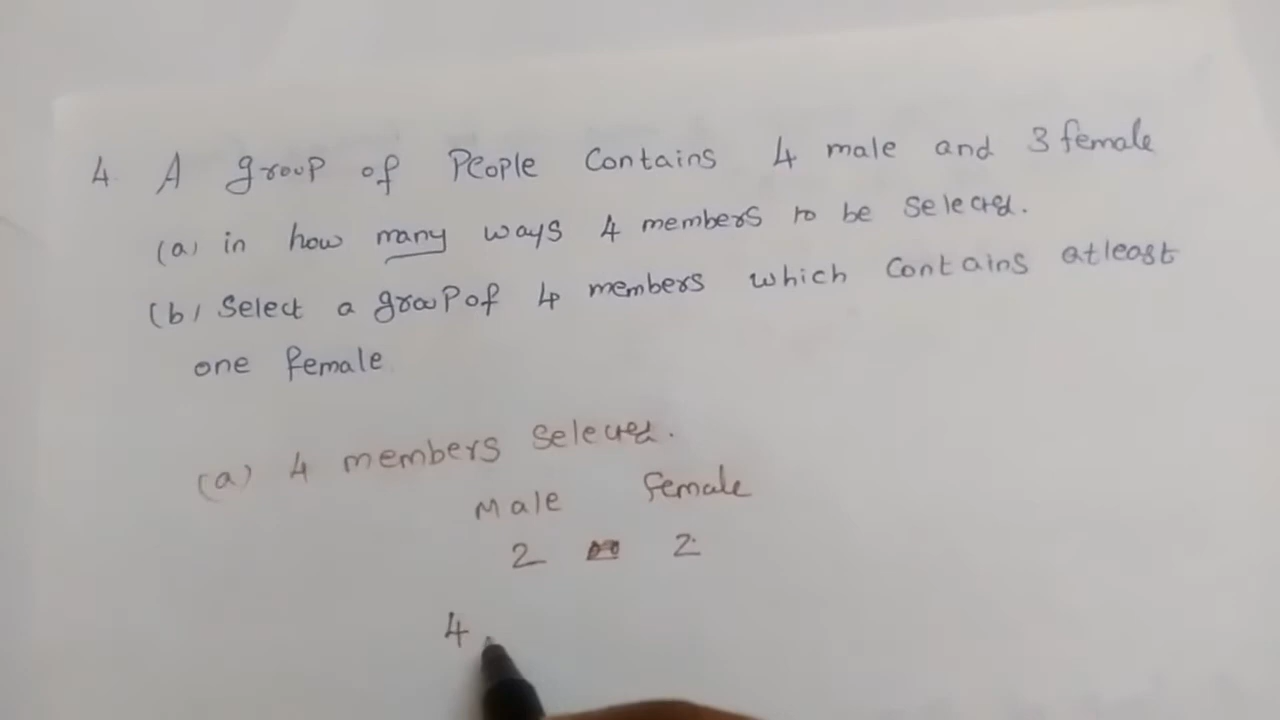 4. A group of People Contains 4 male and 3 female
(a) in how many ways 4 members to be selected.
(b) Select a group of 4 members which contains atleast
one female
(a) 4 members selected.
Male Female
2 2
4